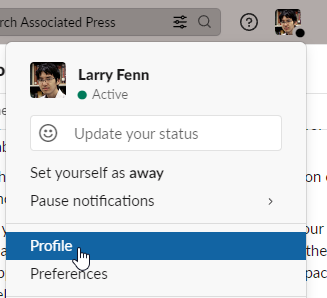 rch Associated Press
Larry Fenn
Active
Update your status
Set yourself as away
Pause notifications
Profile
Preferences